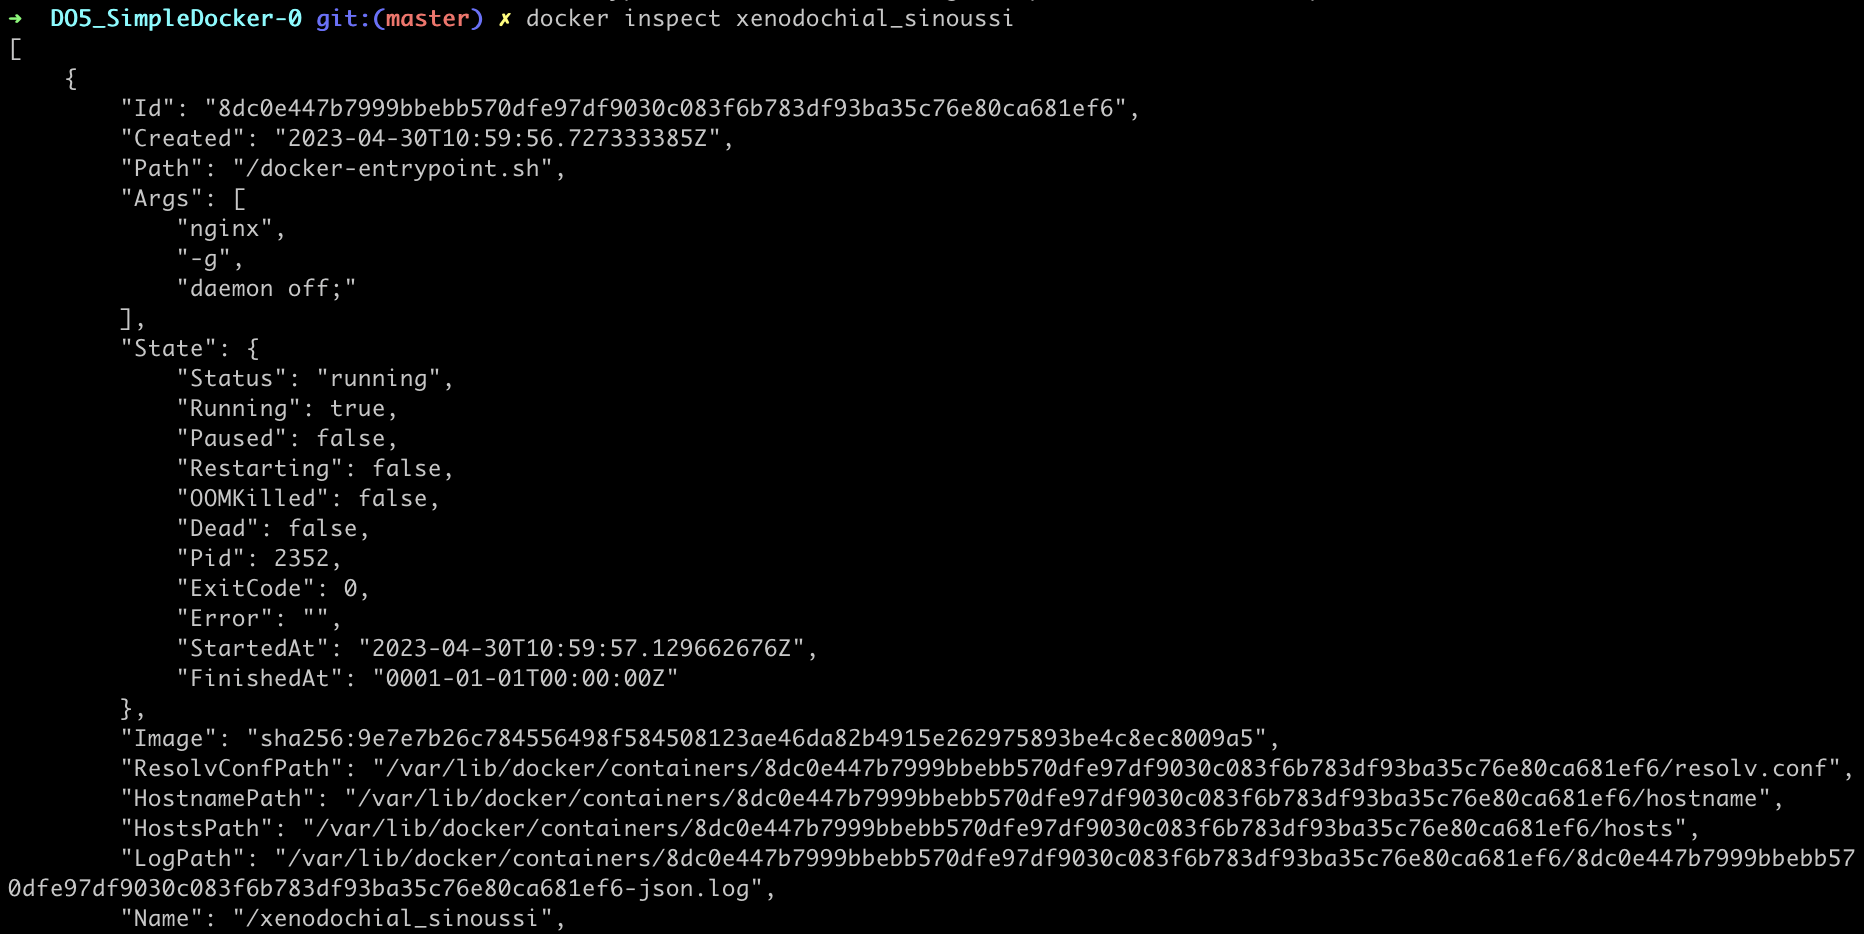 ➜  DO5_SimpleDocker-0 git:(master) ✗ docker inspect xenodochial_sinoussi
[
    {
        "Id": "8dc0e447b7999bbebb570dfe97df9030c083f6b783df93ba35c76e80ca681ef6",
        "Created": "2023-04-30T10:59:56.727333385Z",
        "Path": "/docker-entrypoint.sh",
        "Args": [
            "nginx",
            "-g",
            "daemon off;"
        ],
        "State": {
            "Status": "running",
            "Running": true,
            "Paused": false,
            "Restarting": false,
            "OOMKilled": false,
            "Dead": false,
            "Pid": 2352,
            "ExitCode": 0,
            "Error": "",
            "StartedAt": "2023-04-30T10:59:57.129662676Z",
            "FinishedAt": "0001-01-01T00:00:00Z"
        },
        "Image": "sha256:9e7e7b26c784556498f584508123ae46da82b4915e262975893be4c8ec8009a5",
        "ResolvConfPath": "/var/lib/docker/containers/8dc0e447b7999bbebb570dfe97df9030c083f6b783df93ba35c76e80ca681ef6/resolv.conf",
        "HostnamePath": "/var/lib/docker/containers/8dc0e447b7999bbebb570dfe97df9030c083f6b783df93ba35c76e80ca681ef6/hostname",
        "HostsPath": "/var/lib/docker/containers/8dc0e447b7999bbebb570dfe97df9030c083f6b783df93ba35c76e80ca681ef6/hosts",
        "LogPath": "/var/lib/docker/containers/8dc0e447b7999bbebb570dfe97df9030c083f6b783df93ba35c76e80ca681ef6/8dc0e447b7999bbebb57
0dfe97df9030c083f6b783df93ba35c76e80ca681ef6-json.log",
        "Name": "/xenodochial_sinoussi",